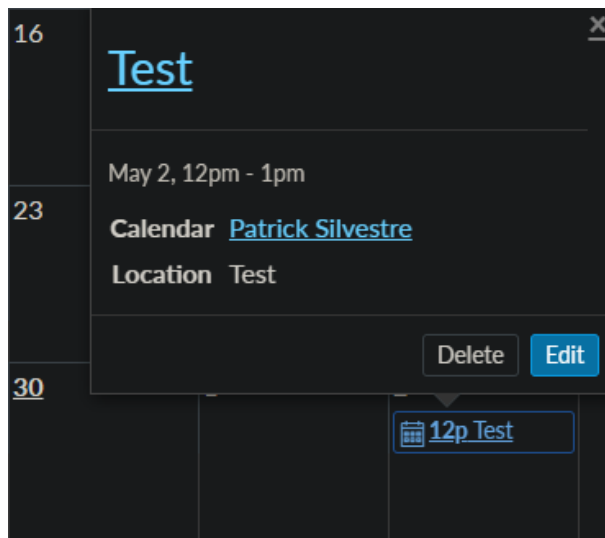 16
x
Test
May 2, 12pm - 1pm
23
Calendar Patrick Silvestre
Location Test
Delete Edit
30
12p Test